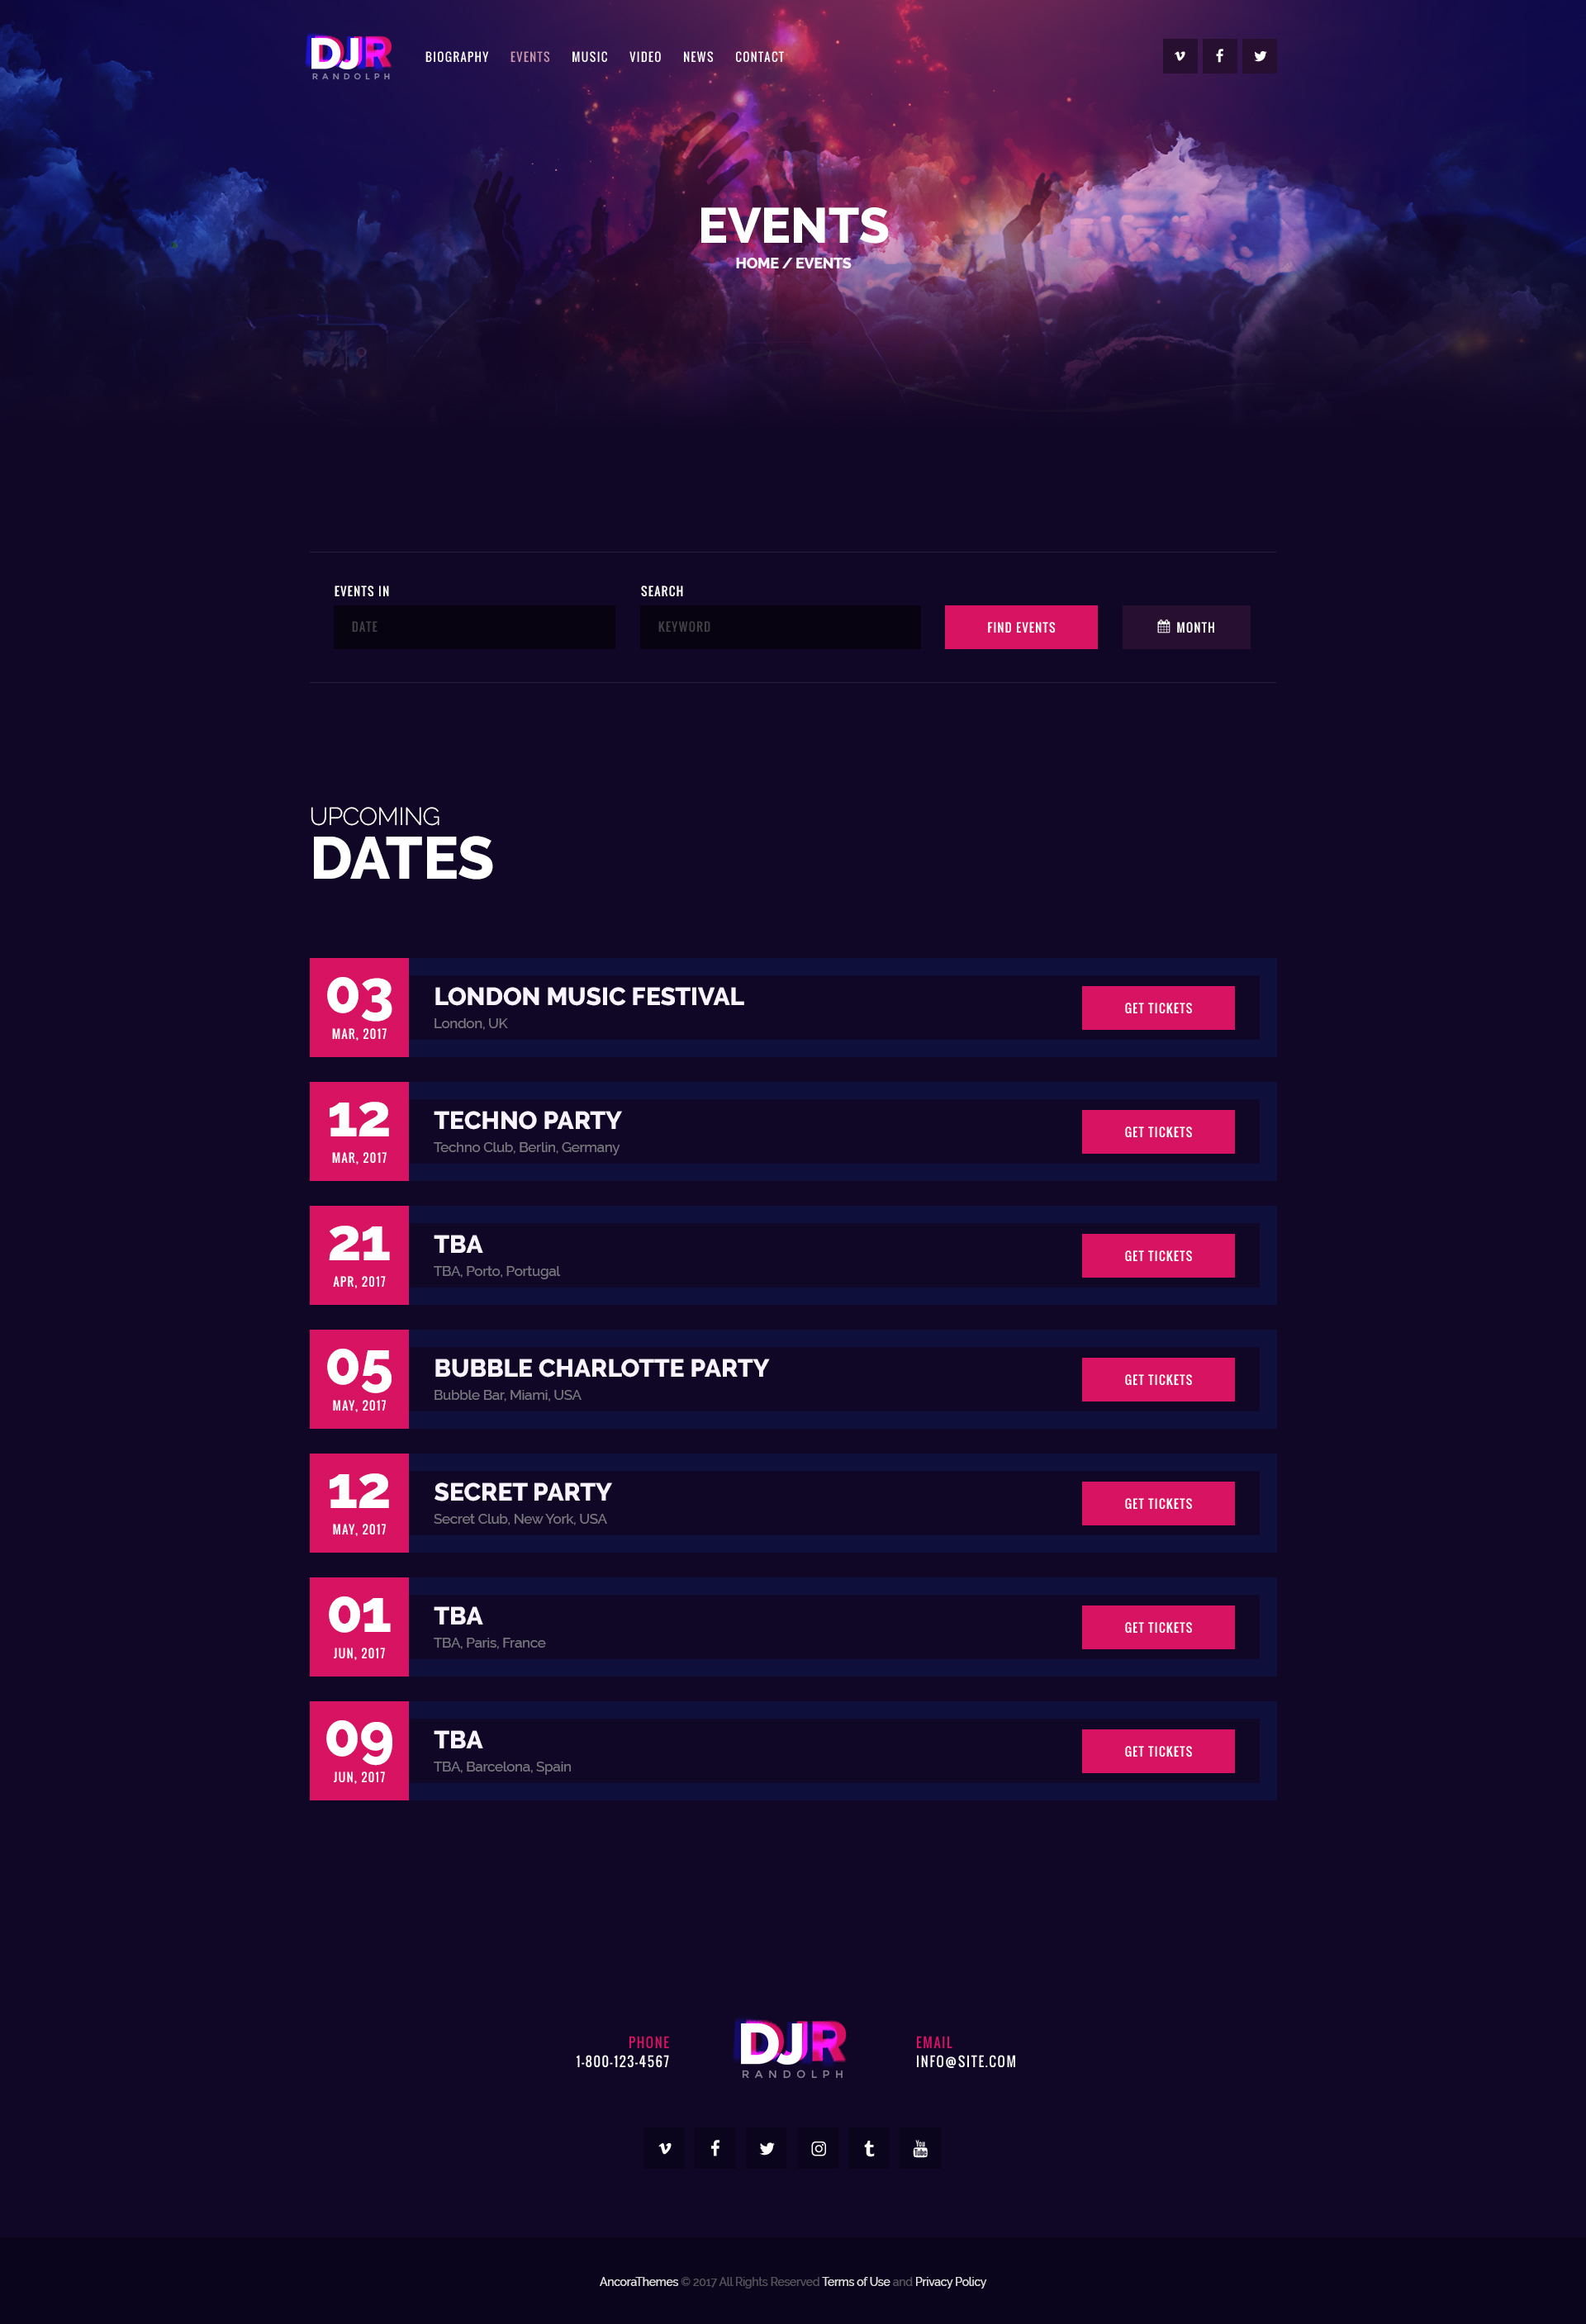 DJR
RANDOLPH
BIOGRAPHY EVENTS MUSIC VIDEO NEWS CONTACT
EVENTS
HOME / EVENTS
EVENTS IN
SEARCH
DATE
KEYWORD
FIND EVENTS
MONTH
UPCOMING
DATES
03
MAR, 2017
LONDON MUSIC FESTIVAL
London, UK
GET TICKETS
12
MAR, 2017
TECHNO PARTY
Techno Club, Berlin, Germany
GET TICKETS
21
APR, 2017
TBA
TBA, Porto, Portugal
GET TICKETS
05
MAY, 2017
BUBBLE CHARLOTTE PARTY
Bubble Bar, Miami, USA
GET TICKETS
12
MAY, 2017
SECRET PARTY
Secret Club, New York, USA
GET TICKETS
01
JUN, 2017
TBA
TBA, Paris, France
GET TICKETS
09
JUN, 2017
TBA
TBA, Barcelona, Spain
GET TICKETS
PHONE
1-800-123-4567
DJR
RANDOLPH
EMAIL
INFO@SITE.COM
You
Tube
AncoraThemes © 2017 All Rights Reserved Terms of Use and Privacy Policy